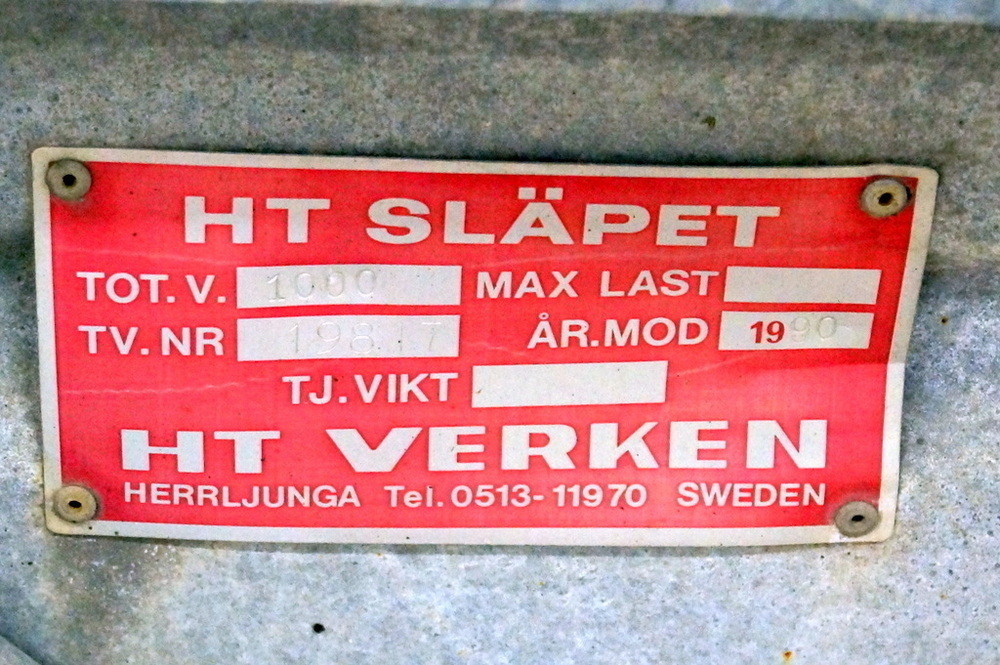 HT SLÄPET
TOT. V. 1000 MAX LAST
TV. NR 19817 ÅR. MOD 1990
TJ. VIKT
HT VERKEN
HERRLJUNGA Tel. 0513-11970 SWEDEN